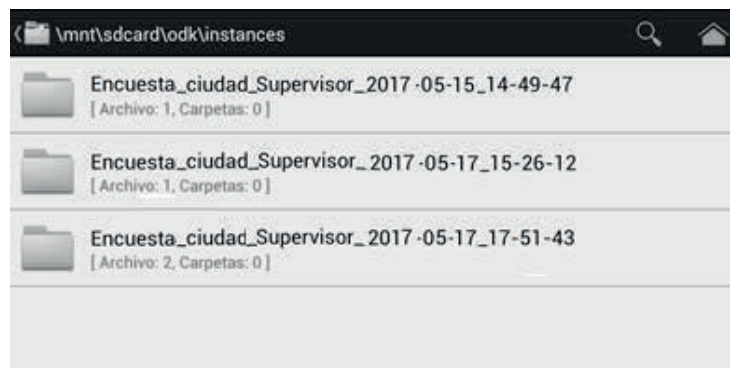 \mnt\sdcard\odk\instances
Encuesta_ciudad_Supervisor_2017-05-15_14-49-47
[ Archivo: 1, Carpetas: 0 ]
Encuesta_ciudad_Supervisor_2017-05-17_15-26-12
[ Archivo: 1, Carpetas: 0 ]
Encuesta_ciudad_Supervisor_2017-05-17_17-51-43
[ Archivo: 2, Carpetas: 0 ]